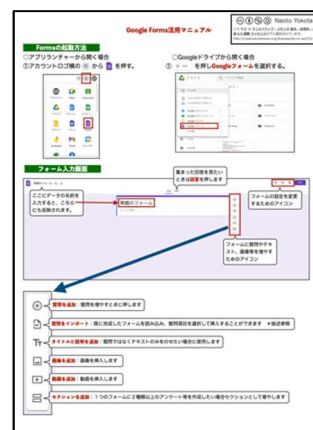 Google Forms活用マニュアル
Naoto Yokota
Formsの起動方法
○アプリランチャーから開く場合
①アカウントロゴ横の から を押す。
○Googleドライブから開く場合
① を押しGoogleフォームを選択する。
フォーム入力画面
集まった回答を見たいときは回答を押します
ここにデータの名前を入力すると、こちらにも反映されます。
無題のフォーム
フォームの設定を変更するためのアイコン
フォームに質問やテキスト、画像等を増やすためのアイコン
質問を追加:質問を増やすときに押します
質問をインポート:既に完成したフォームを読み込み、質問項目を選択して挿入することができます *後述参照
タイトルと説明を追加:質問ではなくテキストのみをのせたい場合に使用します
画像を追加:画像を挿入します
動画を追加:動画を挿入します
セクションを追加:1つのフォームに2種類以上のアンケート等を作成したい場合セクションとして増やします